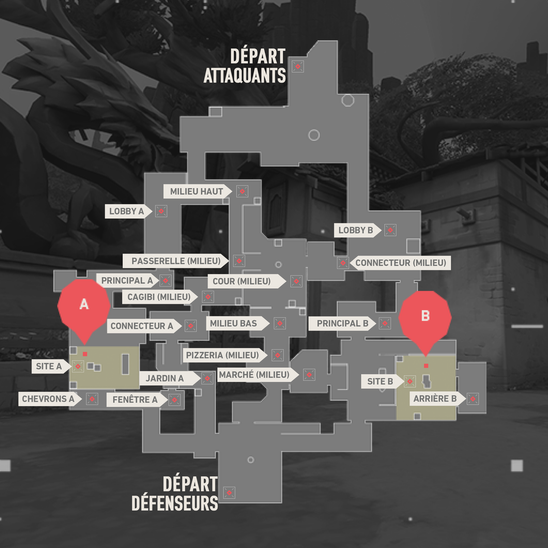 DÉPART
ATTAQUANTS
MILIEU HAUT
LOBBY A
LOBBY B
PASSERELLE (MILIEU)
CONNECTEUR (MILIEU)
PRINCIPAL A
COUR (MILIEU)
CAGIBI (MILIEU)
A
B
CONNECTEUR A
MILIEU BAS
PRINCIPAL B
PIZZERIA (MILIEU)
SITE A
JARDIN A
MARCHÉ (MILIEU)
SITE B
CHEVRONS A
FENÊTRE A
ARRIÈRE B
DÉPART
DÉFENSEURS